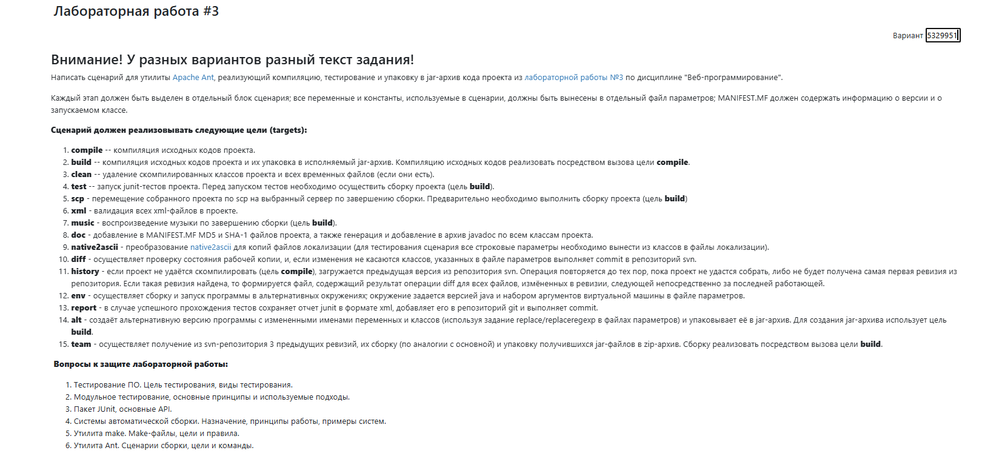 Лабораторная работа #3
Вариант 5329951
Внимание! У разных вариантов разный текст задания!
Написать сценарий для утилиты Apache Ant, реализующий компиляцию, тестирование и упаковку в jar-архив кода проекта из лабораторной работы №3 по дисциплине "Веб-программирование".
Каждый этап должен быть выделен в отдельный блок сценария; все переменные и константы, используемые в сценарии, должны быть вынесены в отдельный файл параметров; MANIFEST.MF должен содержать информацию о версии и о
запускаемом классе.
Сценарий должен реализовывать следующие цели (targets):
1. compile -- компиляция исходных кодов проекта.
2. build -- компиляция исходных кодов проекта и их упаковка в исполняемый jar-архив. Компиляцию исходных кодов реализовать посредством вызова цели compile.
3. clean -- удаление скомпилированных классов проекта и всех временных файлов (если они есть).
4. test -- запуск junit-тестов проекта. Перед запуском тестов необходимо осуществить сборку проекта (цель build).
5. scp - перемещение собранного проекта по scp на выбранный сервер по завершению сборки. Предварительно необходимо выполнить сборку проекта (цель build)
6. xml - валидация всех xml-файлов в проекте.
7. music - воспроизведение музыки по завершению сборки (цель build).
8. doc - добавление в MANIFEST.MF MD5 и SHA-1 файлов проекта, а также генерация и добавление в архив javadoc по всем классам проекта.
9. native2ascii - преобразование native2ascii для копий файлов локализации (для тестирования сценария все строковые параметры необходимо вынести из классов в файлы локализации).
10. diff - осуществляет проверку состояния рабочей копии, и, если изменения не касаются классов, указанных в файле параметров выполняет commit в репозиторий svn.
11. history - если проект не удаётся скомпилировать (цель compile), загружается предыдущая версия из репозитория svn. Операция повторяется до тех пор, пока проект не удастся собрать, либо не будет получена самая первая ревизия из
репозитория. Если такая ревизия найдена, то формируется файл, содержащий результат операции diff для всех файлов, измёненных в ревизии, следующей непосредственно за последней работающей.
12. env - осуществляет сборку и запуск программы в альтернативных окружениях; окружение задается версией java и набором аргументов виртуальной машины в файле параметров.
13. report - в случае успешного прохождения тестов сохраняет отчет junit в формате xml, добавляет его в репозиторий git и выполняет commit.
14. alt - создаёт альтернативную версию программы с измененными именами переменных и классов (используя задание replace/replaceregexp в файлах параметров) и упаковывает её в jar-архив. Для создания jar-архива использует цель
build.
15. team - осуществляет получение из svn-репозитория 3 предыдущих ревизий, их сборку (по аналогии с основной) и упаковку получившихся jar-файлов в zip-архив. Сборку реализовать посредством вызова цели build.
Вопросы к защите лабораторной работы:
1. Тестирование ПО. Цель тестирования, виды тестирования.
2. Модульное тестирование, основные принципы и используемые подходы.
3. Пакет JUnit, основные API.
4. Системы автоматической сборки. Назначение, принципы работы, примеры систем.
5. Утилита make. Make-файлы, цели и правила.
6. Утилита Ant. Сценарии сборки, цели и команды.